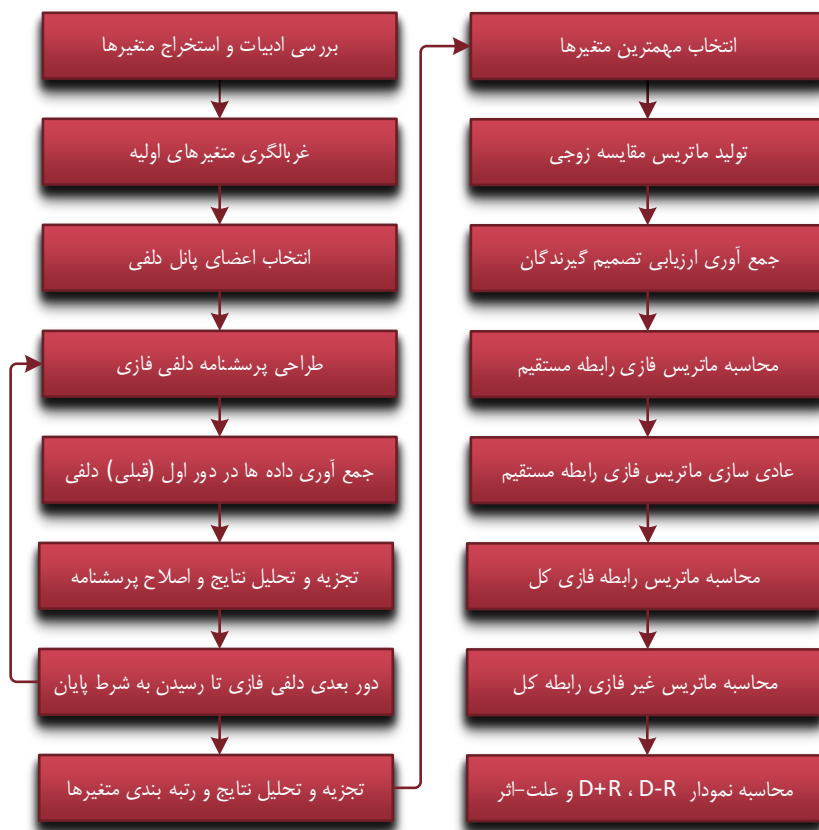 بررسی ادبیات و استخراج متغیرها
غربالگری متغیرهای اولیه
انتخاب اعضای پانل دلفی
طراحی پرسشنامه دلفی فازی
جمع آوری داده ها در دور اول (قبلی) دلفی
تجزیه و تحلیل نتایج و اصلاح پرسشنامه
دور بعدی دلفی فازی تا رسیدن به شرط پایان
تجزیه و تحلیل نتایج و رتبه بندی متغیرها
انتخاب مهمترین متغیرها
تولید ماتریس مقایسه زوجی
جمع آوری ارزیابی تصمیم گیرندگان
محاسبه ماتریس فازی رابطه مستقیم
عادی سازی ماتریس فازی رابطه مستقیم
محاسبه ماتریس رابطه فازی کل
محاسبه ماتریس غیر فازی رابطه کل
محاسبه نمودار D+R ، D-R و علت-اثر